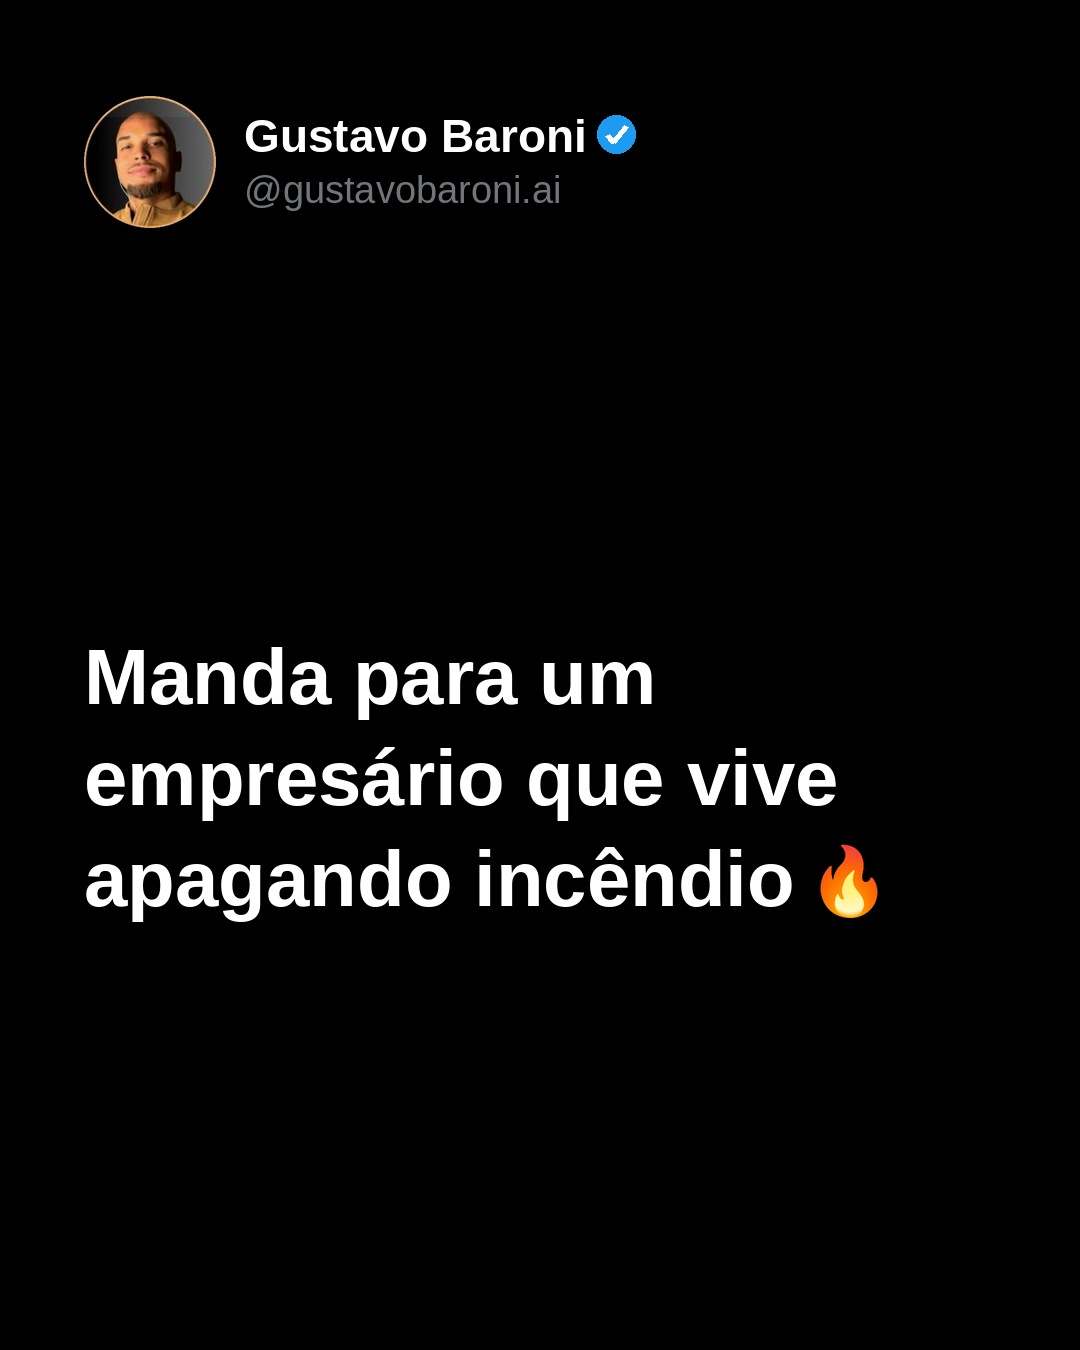 Gustavo Baroni
@gustavobaroni.ai
Manda para um
empresário que vive
apagando incêndio 🔥